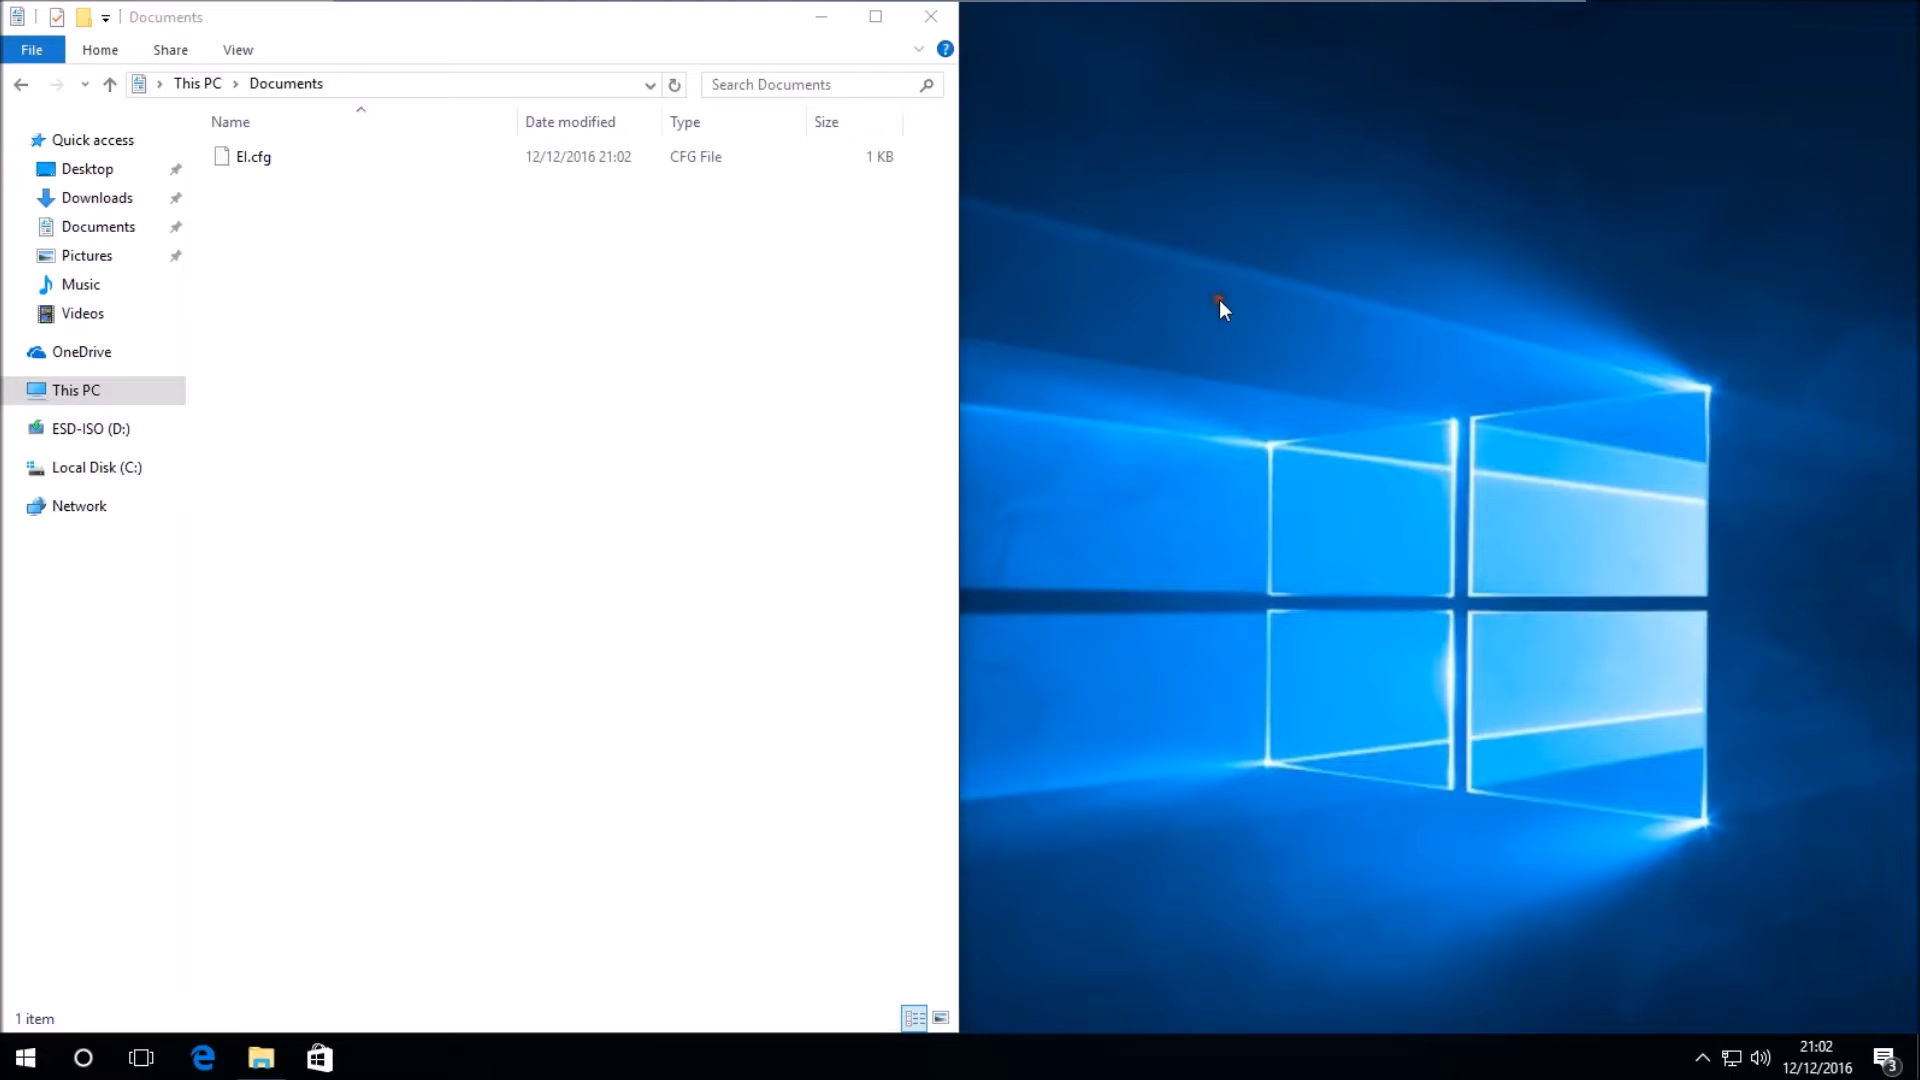 Documents
File Home Share View
This PC Documents Search Documents
Name Date modified Type Size
EI.cfg 12/12/2016 21:02 CFG File 1 KB
Quick access
Desktop
Downloads
Documents
Pictures
Music
Videos
OneDrive
This PC
ESD-ISO (D:)
Local Disk (C:)
Network
1 item
21:02
12/12/2016
3